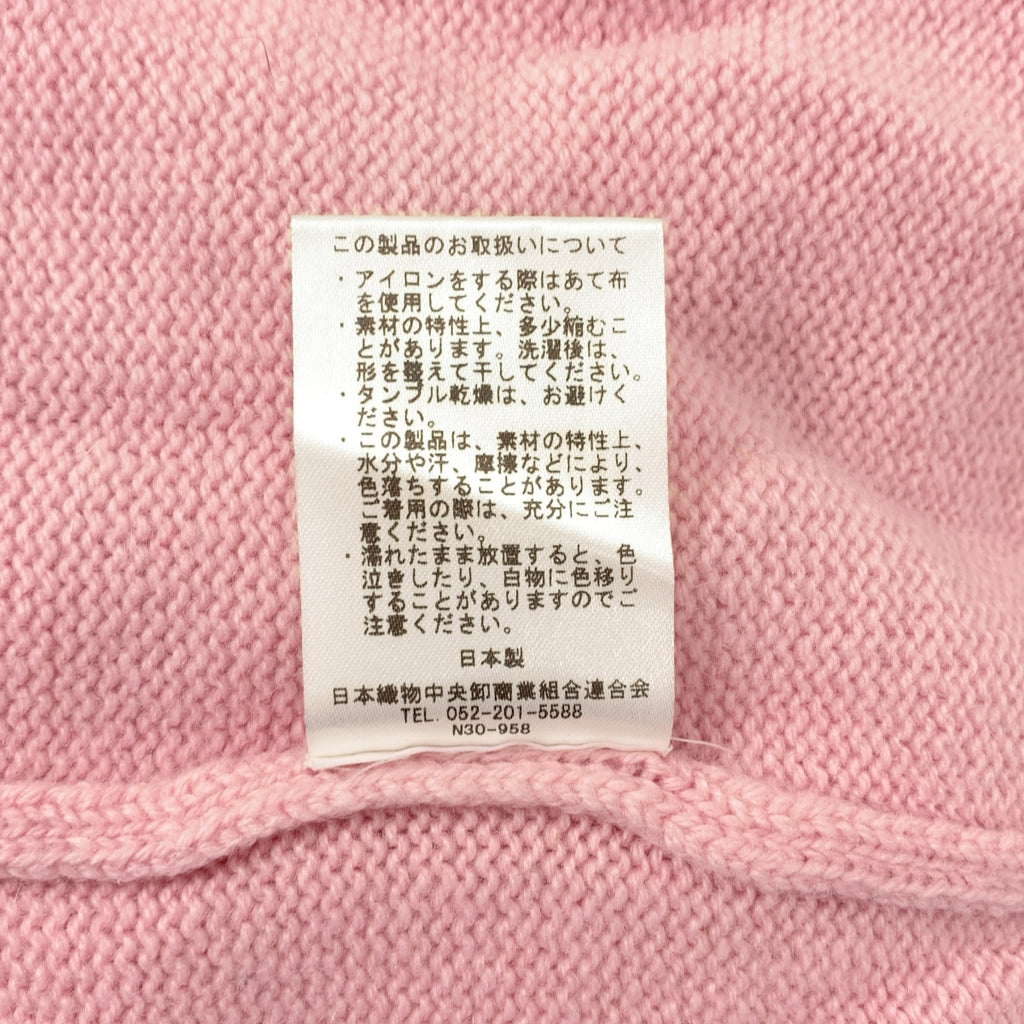 この製品のお取扱いについて
・アイロンをする際はあて布
を使用してください。
・素材の特性上、多少縮むこ
とがあります。洗濯後は、
形を整えて干してください。
・タンブル乾燥は、お避けく
ださい。
・この製品は、素材の特性上、
水分や汗、摩擦などにより、
色落ちすることがあります。
ご着用の際は、充分にご注
意ください。
・濡れたまま放置すると、色
泣きしたり、白物に色移り
することがありますのでご
注意ください。
日本製
日本織物中央卸商業組合連合会
TEL. 052-201-5588
N30-958